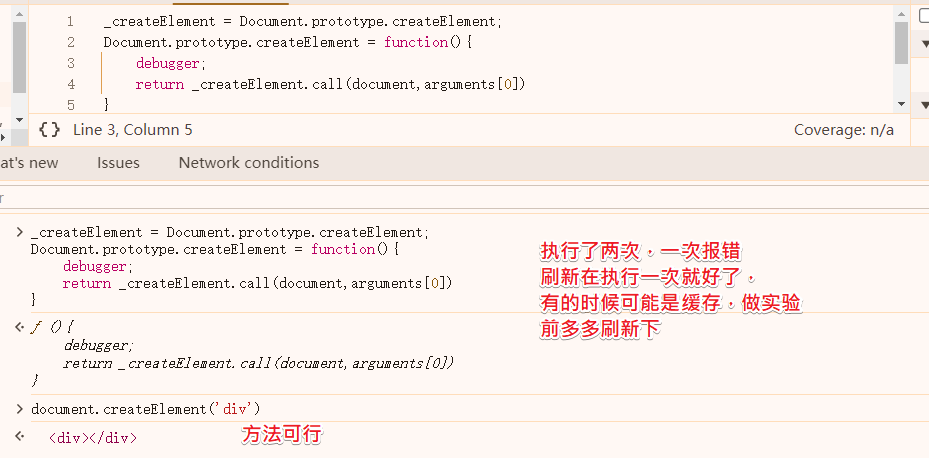 1 _createElement = Document.prototype.createElement;
2 Document.prototype.createElement = function(){
3 debugger;
4 return _createElement.call(document,arguments[0])
5 }
{} Line 3, Column 5
Coverage: n/a
at's new Issues Network conditions
r
> _createElement = Document.prototype.createElement;
Document.prototype.createElement = function(){
debugger;
return _createElement.call(document,arguments[0])
}
执行了两次，一次报错
刷新在执行一次就好了，
有的时候可能是缓存，做实验
前多多刷新下
ƒ (){
debugger;
return _createElement.call(document,arguments[0])
}
> document.createElement('div')
<div></div>
方法可行